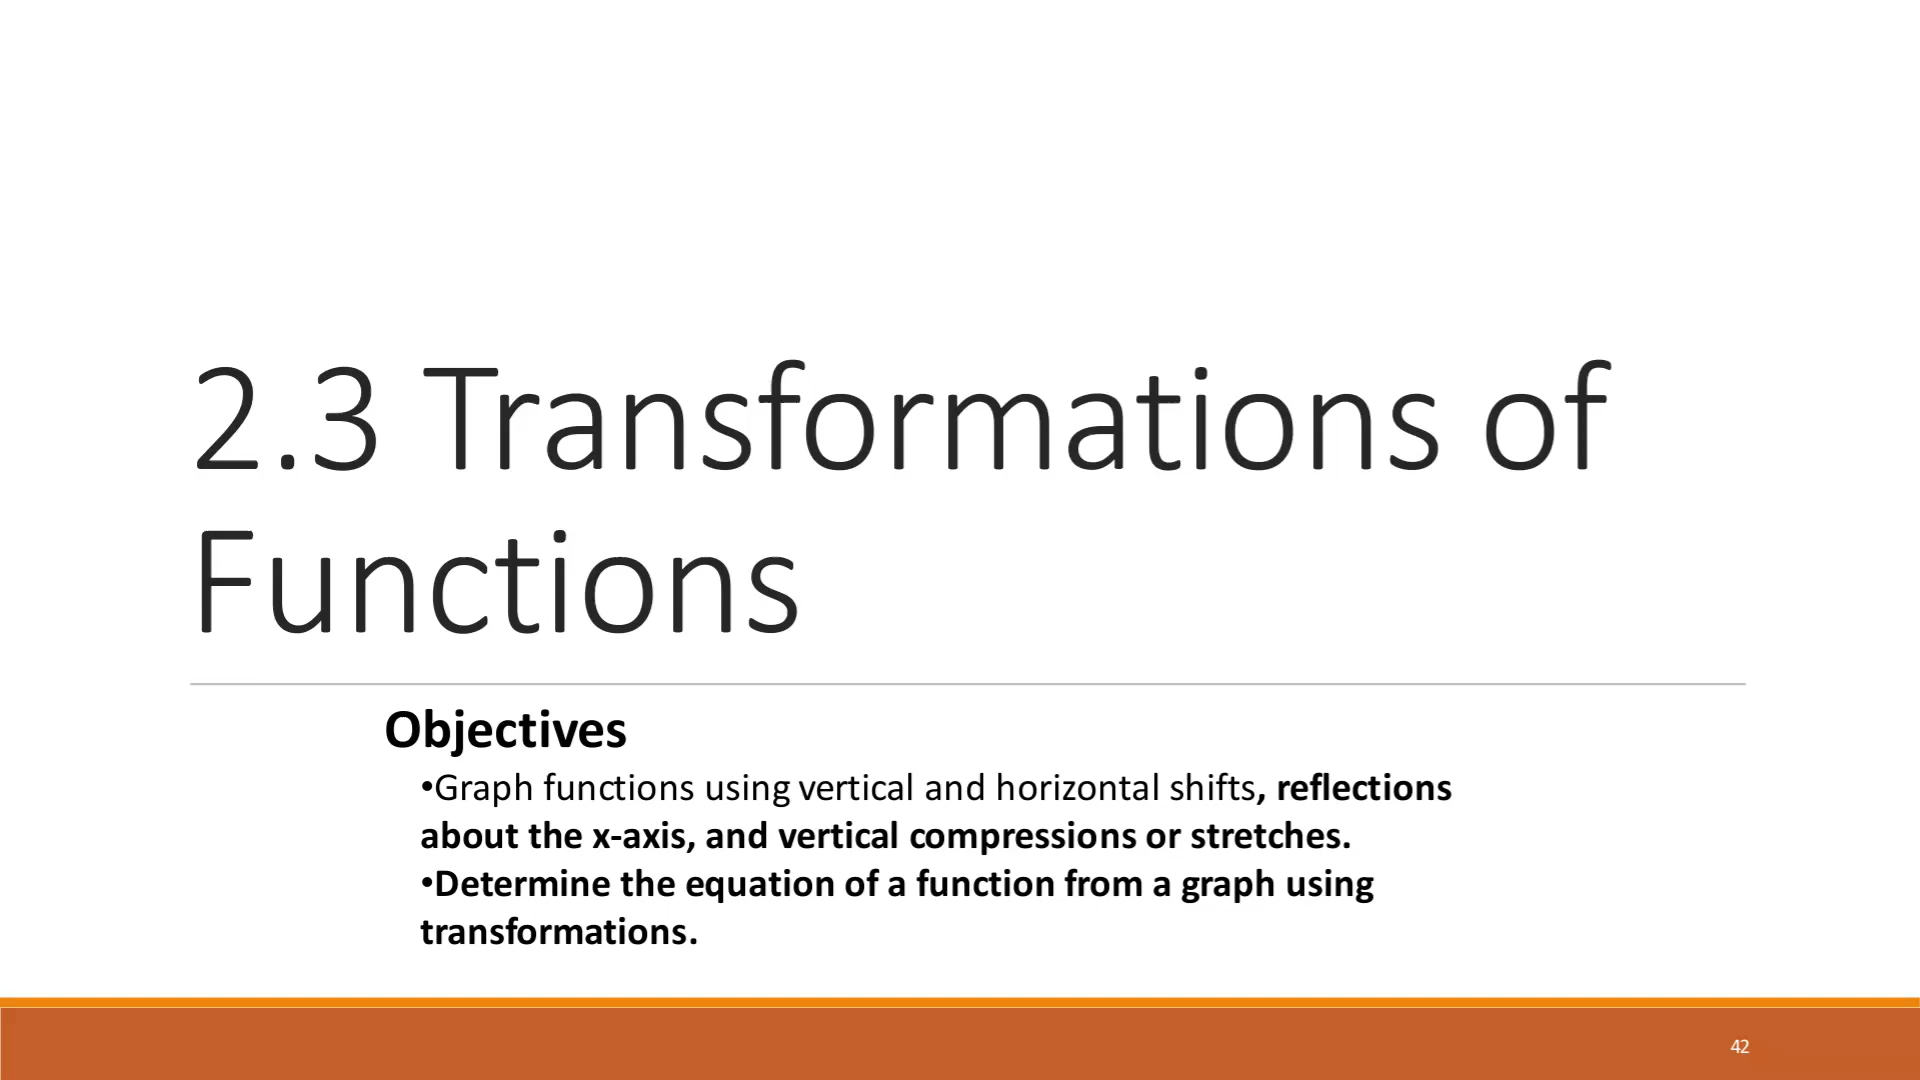 2.3 Transformations of
Functions
Objectives
•Graph functions using vertical and horizontal shifts, reflections
about the x-axis, and vertical compressions or stretches.
•Determine the equation of a function from a graph using
transformations.
42